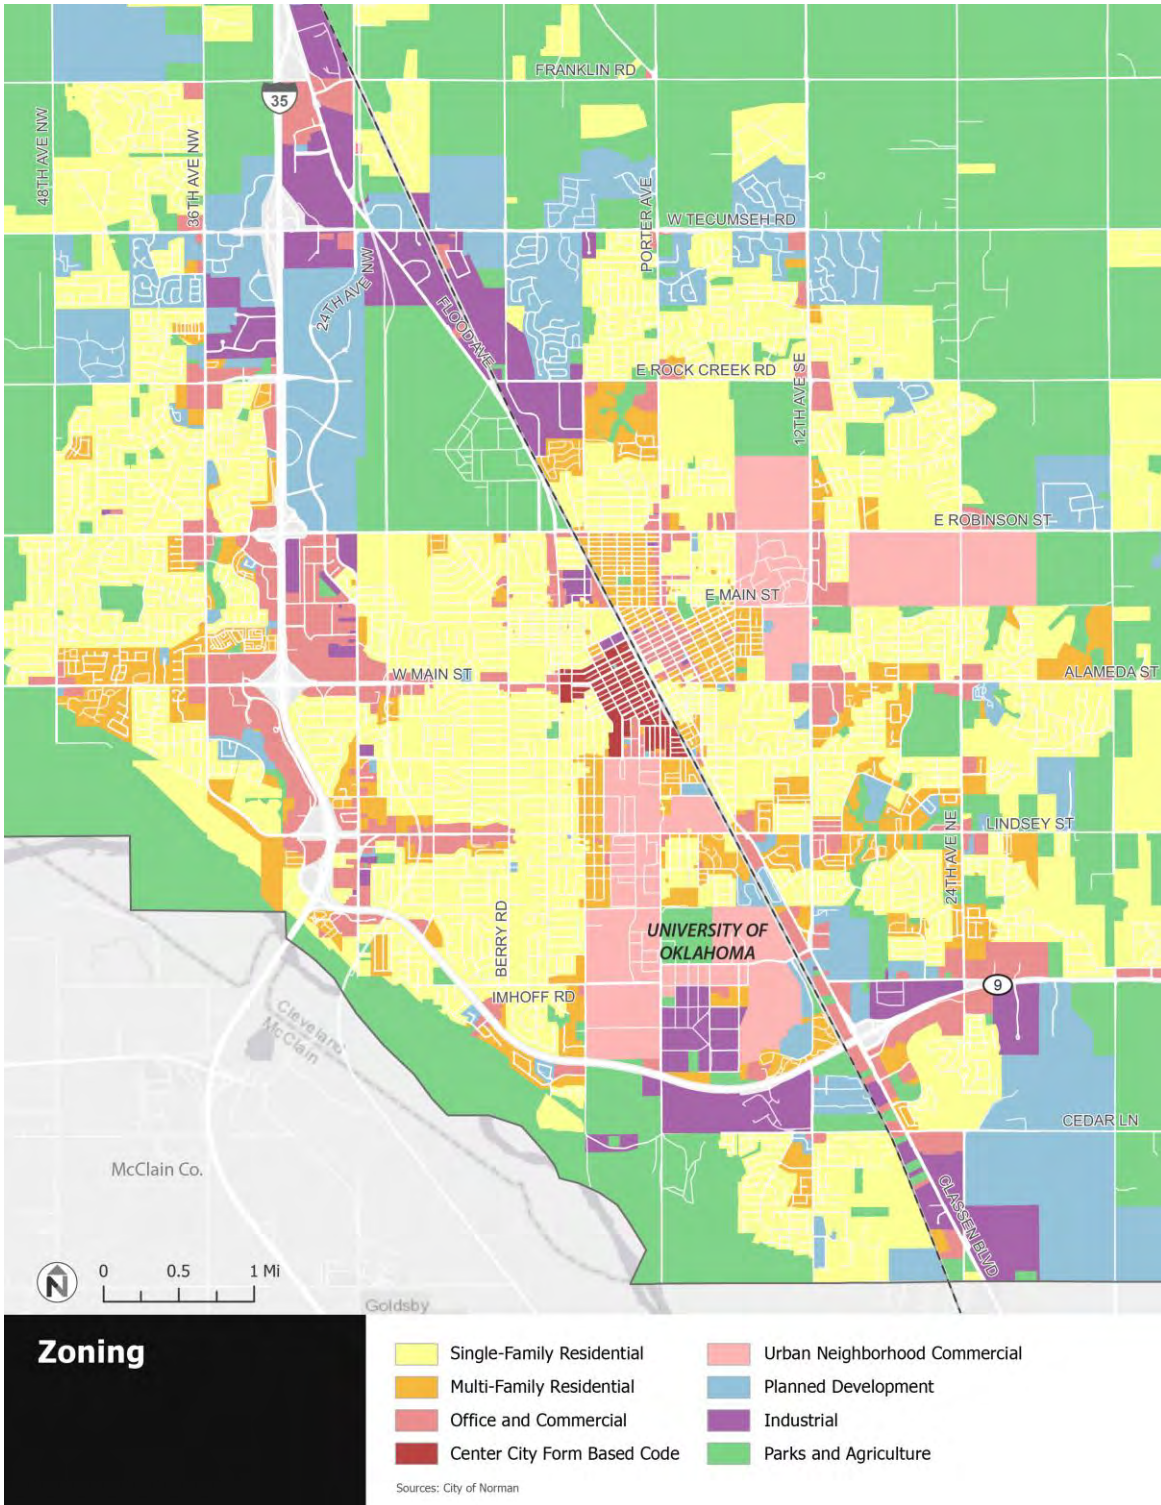 FRANKLIN RD
35
48TH AVE NW
36TH AVE NW
PORTER AVE
W TECUMSEH RD
24TH AVE NW
FLOOD AVE
E ROCK CREEK RD
12TH AVE SE
E ROBINSON ST
E MAIN ST
W MAIN ST
ALAMEDA ST
LINDSEY ST
24TH AVE NE
BERRY RD
UNIVERSITY OF
OKLAHOMA
IMHOFF RD
9
Cleveland
McClain
CEDAR LN
McClain Co.
CLASSEN BLVD
N
0 0.5 1 Mi
Goldsby
Zoning
Single-Family Residential
Multi-Family Residential
Office and Commercial
Center City Form Based Code
Urban Neighborhood Commercial
Planned Development
Industrial
Parks and Agriculture
Sources: City of Norman